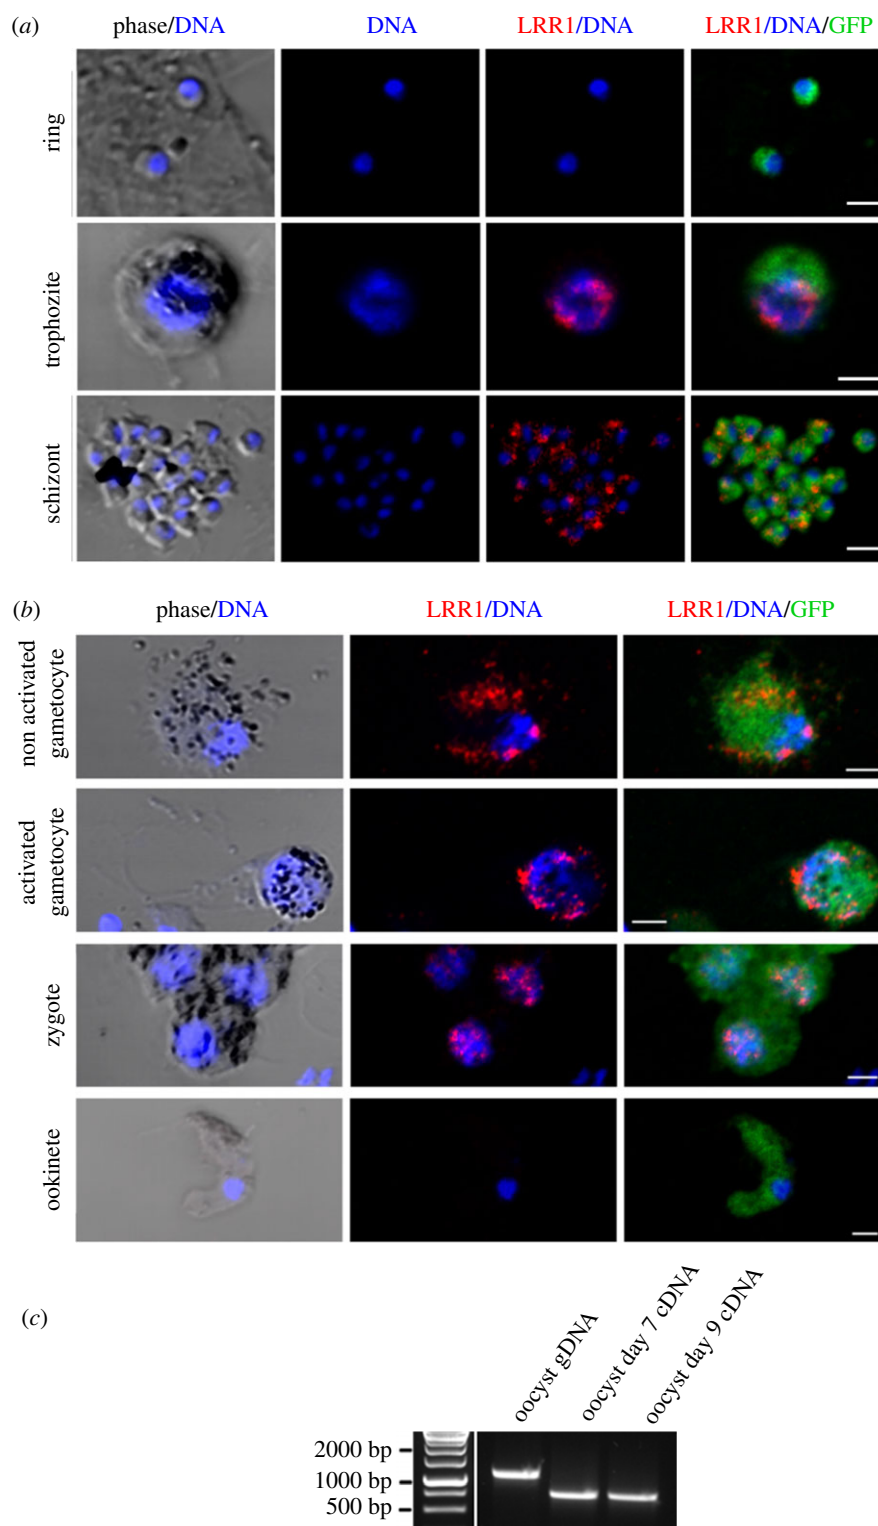 (a) phase/DNA DNA LRR1/DNA LRR1/DNA/GFP
ring
trophozite
schizont
(b) phase/DNA LRR1/DNA LRR1/DNA/GFP
non activated
gametocyte
activated
gametocyte
zygote
ookinete
(c)
oocyst gDNA
oocyst day 7 cDNA
oocyst day 9 cDNA
2000 bp
1000 bp
500 bp